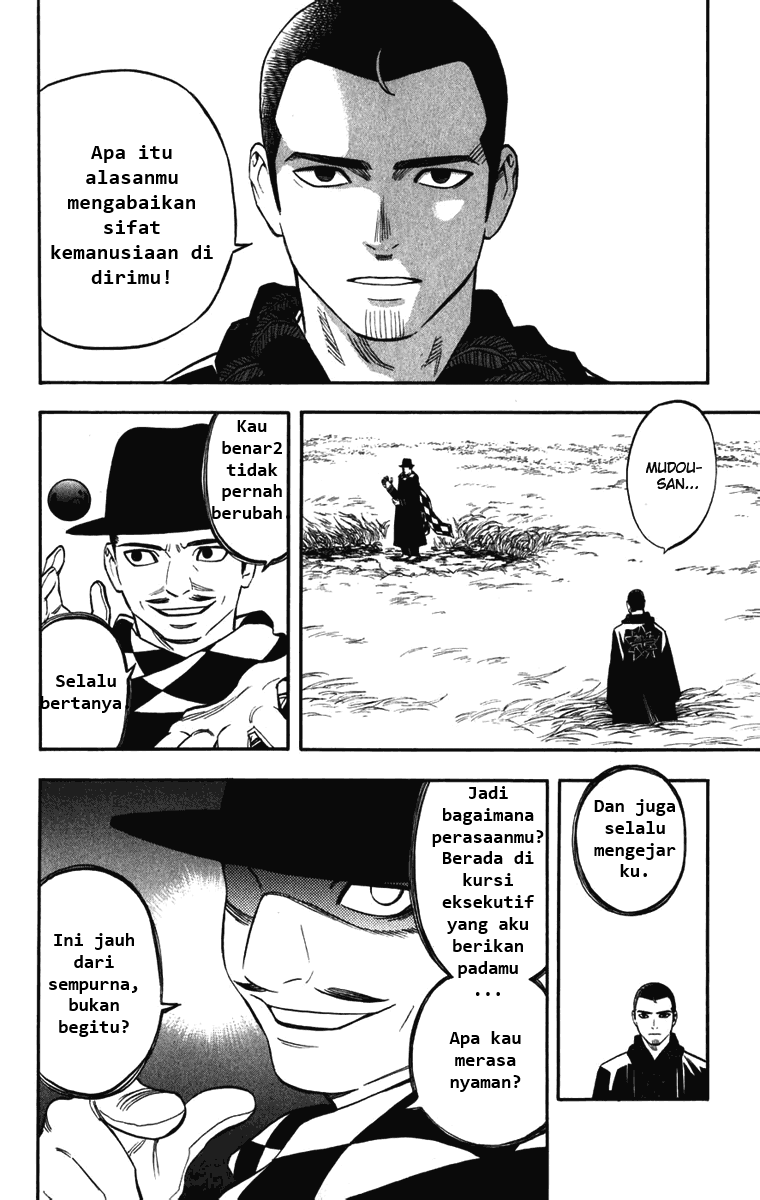 Apa itu
alasanmu
mengabaikan
sifat
kemanusiaan di
dirimu!
MUDOU-
SAN...
Kau
benar2
tidak
pernah
berubah.
Selalu
bertanya.
Dan juga
selalu
mengejar
ku.
Jadi
bagaimana
perasaanmu?
Berada di
kursi
eksekutif
yang aku
berikan
padamu
...
Apa kau
merasa
nyaman?
Ini jauh
dari
sempurna,
bukan
begitu?